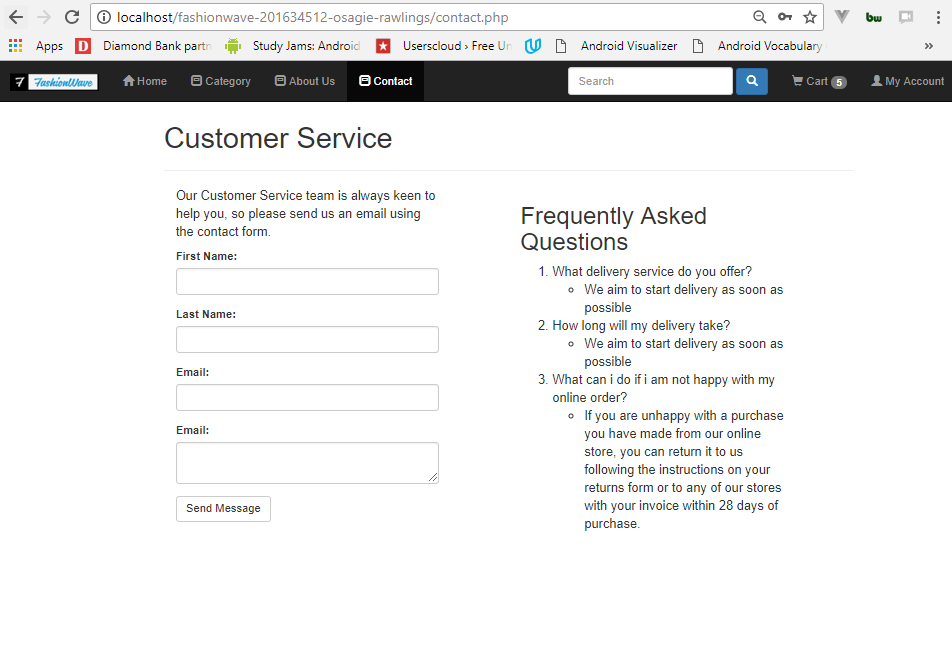 localhost/fashionwave-201634512-osagie-rawlings/contact.php
Apps D Diamond Bank partn Study Jams: Android Userscloud › Free Un Android Visualizer Android Vocabulary »
bw
7 FashionWave Home Category About Us Contact Search Cart 5 My Account
Customer Service
Our Customer Service team is always keen to
help you, so please send us an email using
the contact form.
First Name:
Last Name:
Email:
Email:
Send Message
Frequently Asked
Questions
1. What delivery service do you offer?
We aim to start delivery as soon as
possible
2. How long will my delivery take?
We aim to start delivery as soon as
possible
3. What can i do if i am not happy with my
online order?
If you are unhappy with a purchase
you have made from our online
store, you can return it to us
following the instructions on your
returns form or to any of our stores
with your invoice within 28 days of
purchase.